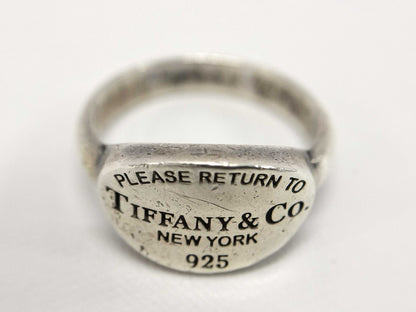 PLEASE RETURN TO
TIFFANY & CO.
NEW YORK
925